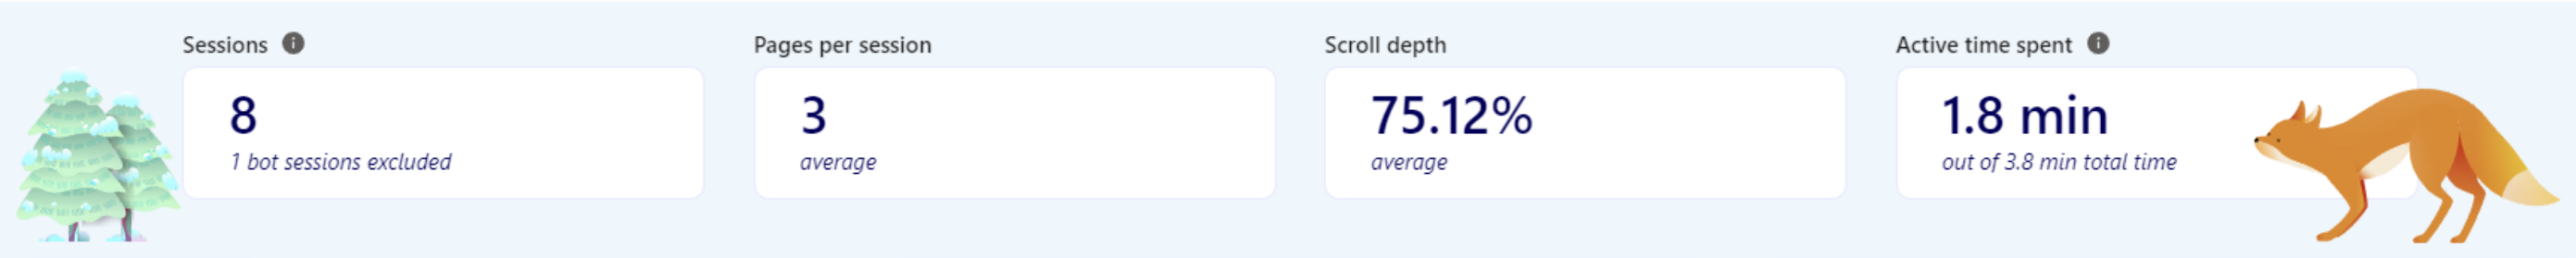 Sessions
Pages per session
Scroll depth
Active time spent
8
3
75.12%
1.8 min
1 bot sessions excluded
average
average
out of 3.8 min total time